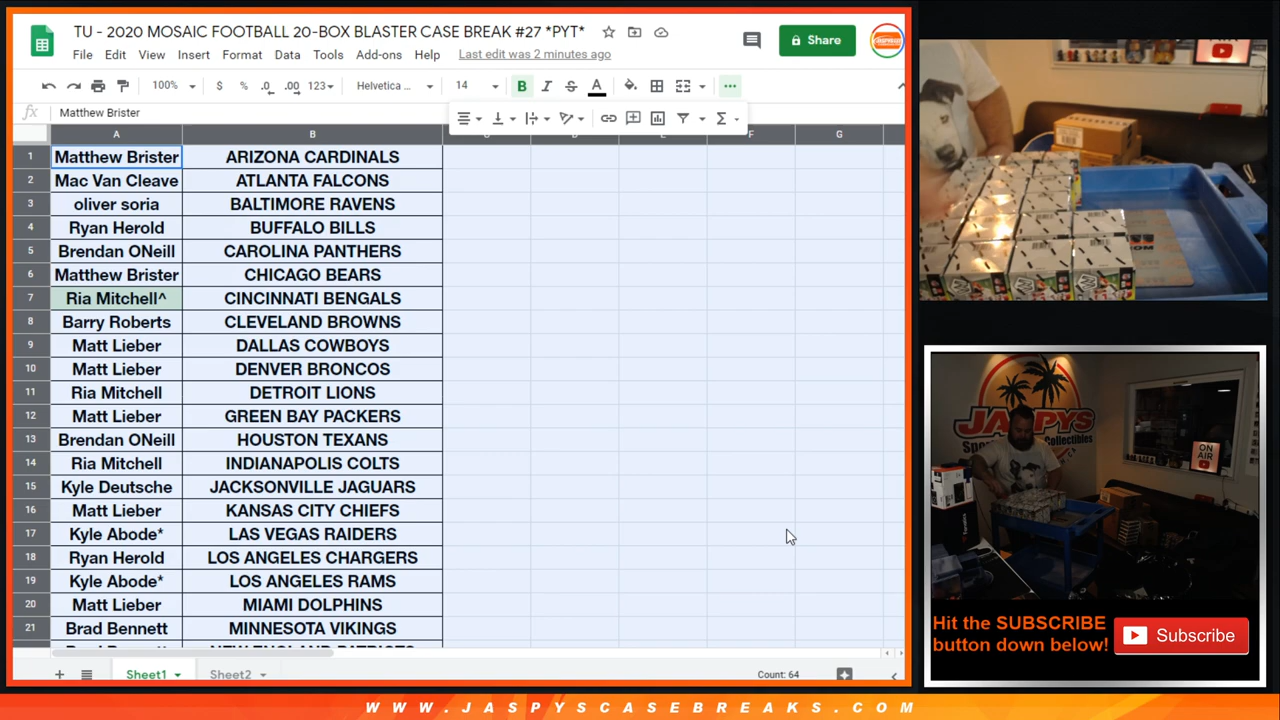 TU - 2020 MOSAIC FOOTBALL 20-BOX BLASTER CASE BREAK #27 *PYT*
File Edit View Insert Format Data Tools Add-ons Help Last edit was 2 minutes ago
Share
100% $ % .0 .00 123 Helvetica ... 14 B I S A
fx Matthew Brister
A B C D E F G
1 Matthew Brister ARIZONA CARDINALS
2 Mac Van Cleave ATLANTA FALCONS
3 oliver soria BALTIMORE RAVENS
4 Ryan Herold BUFFALO BILLS
5 Brendan ONeill CAROLINA PANTHERS
6 Matthew Brister CHICAGO BEARS
7 Ria Mitchell^ CINCINNATI BENGALS
8 Barry Roberts CLEVELAND BROWNS
9 Matt Lieber DALLAS COWBOYS
10 Matt Lieber DENVER BRONCOS
11 Ria Mitchell DETROIT LIONS
12 Matt Lieber GREEN BAY PACKERS
13 Brendan ONeill HOUSTON TEXANS
14 Ria Mitchell INDIANAPOLIS COLTS
15 Kyle Deutsche JACKSONVILLE JAGUARS
16 Matt Lieber KANSAS CITY CHIEFS
17 Kyle Abode* LAS VEGAS RAIDERS
18 Ryan Herold LOS ANGELES CHARGERS
19 Kyle Abode* LOS ANGELES RAMS
20 Matt Lieber MIAMI DOLPHINS
21 Brad Bennett MINNESOTA VIKINGS
Brad Bennett NEW ENGLAND PATRIOTS
Sheet1 Sheet2 Count: 64
JASPYS
ON
AIR
Hit the SUBSCRIBE
button down below!
Subscribe
WWW.JASPYSCASEBREAKS.COM